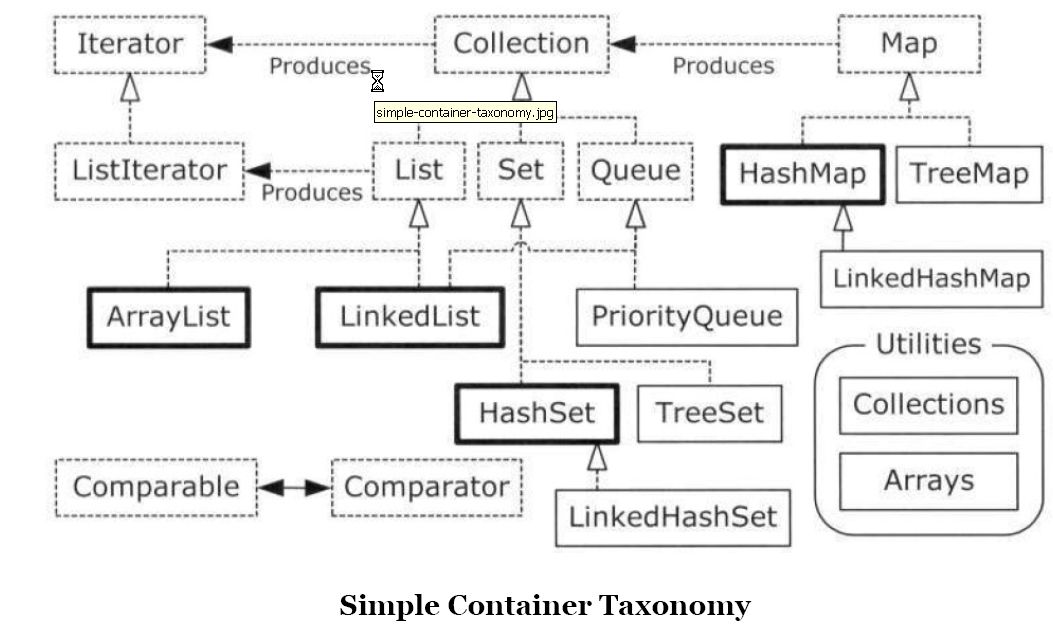 Iterator
Collection
Map
Produces
Produces
simple-container-taxonomy.jpg
ListIterator
List
Set
Queue
HashMap
TreeMap
Produces
LinkedHashMap
ArrayList
LinkedList
PriorityQueue
Utilities
Collections
HashSet
TreeSet
Arrays
Comparable
Comparator
LinkedHashSet
Simple Container Taxonomy